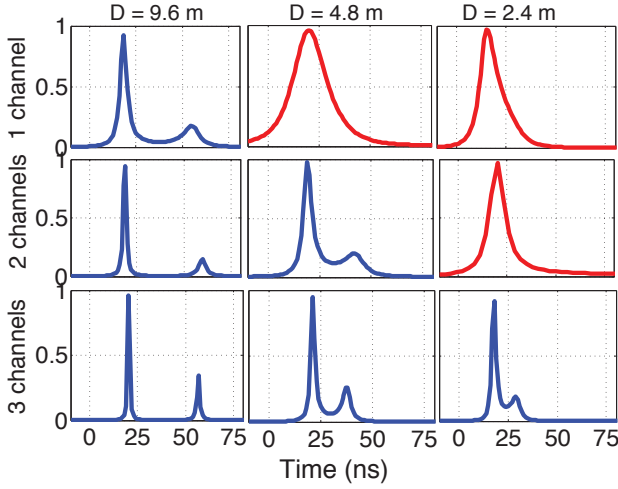 D = 9.6 m D = 4.8 m D = 2.4 m
1 channel
1
0.5
0
2 channels
1
0.5
0
3 channels
1
0.5
0
0 25 50 75 0 25 50 75 0 25 50 75
Time (ns)